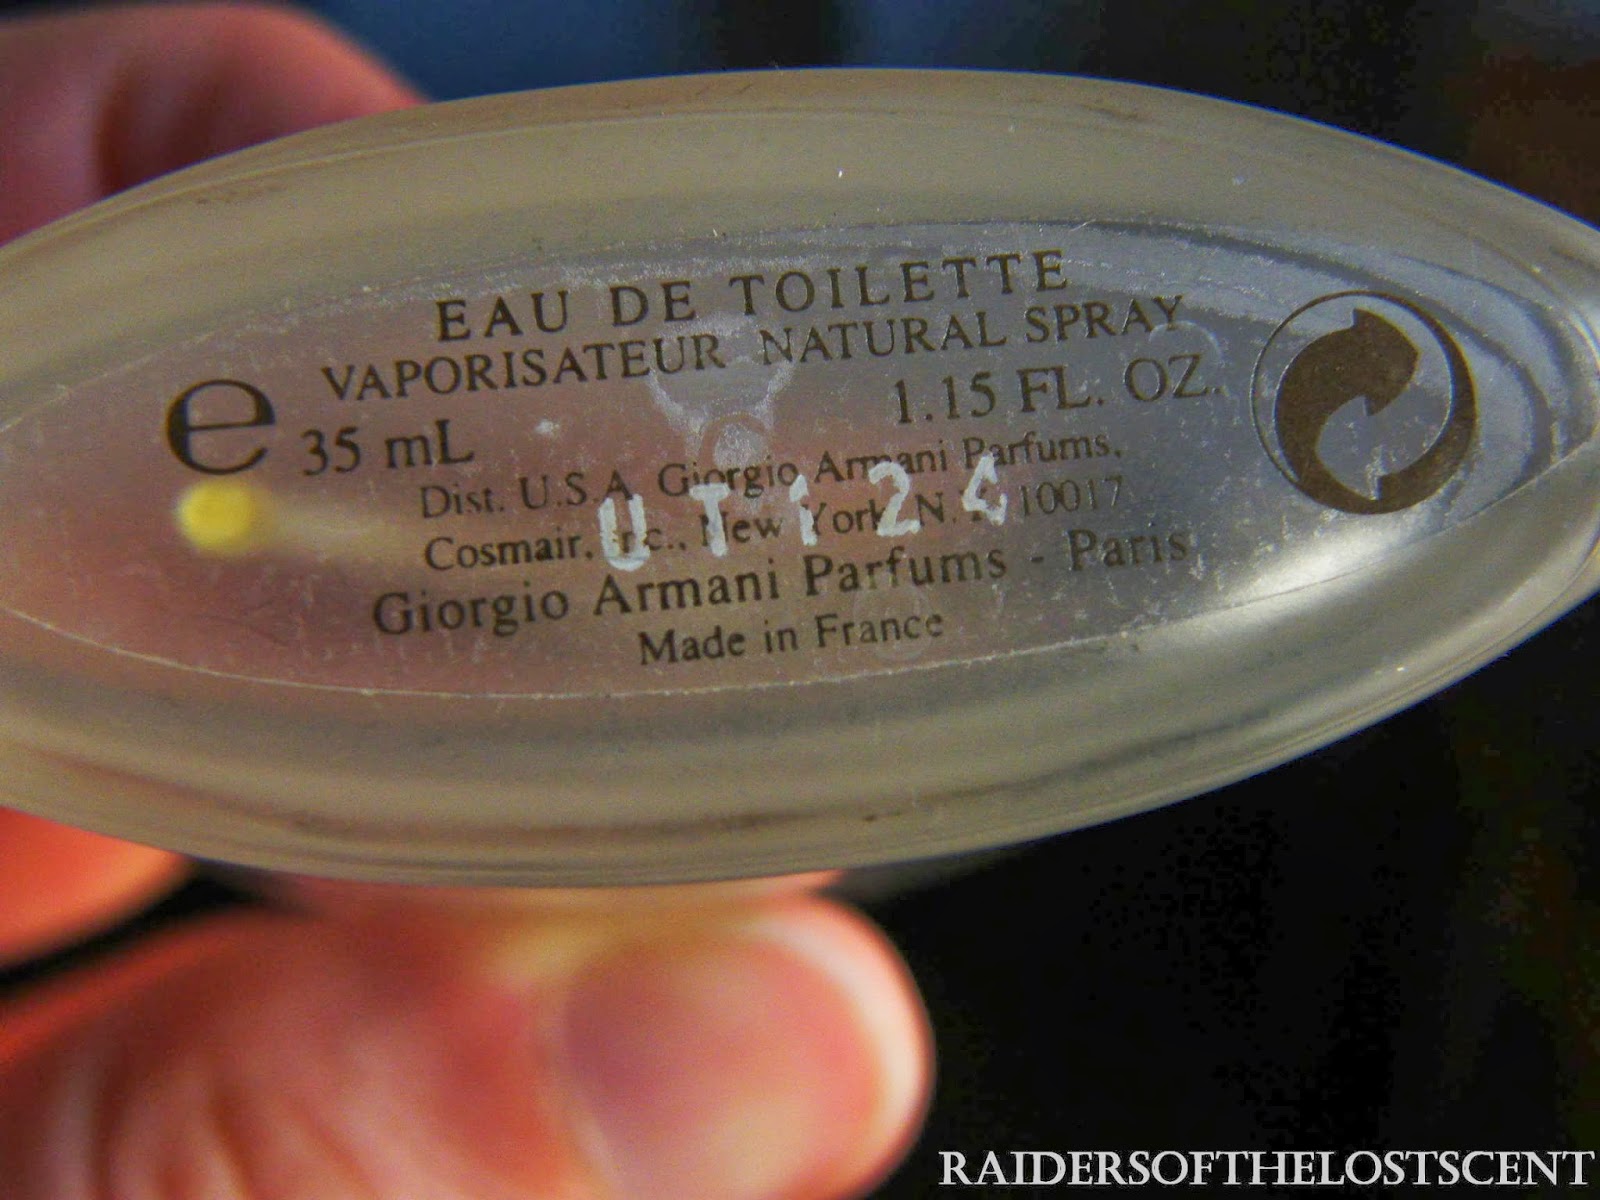 EAU DE TOILETTE
VAPORISATEUR NATURAL SPRAY
e 35 mL 1.15 FL. OZ.
Dist. U.S.A. Giorgio Armani Parfums,
Cosmair, Inc., New York, N.Y. 10017
Giorgio Armani Parfums - Paris
Made in France
RAIDERSOFTHELOSTSCENT